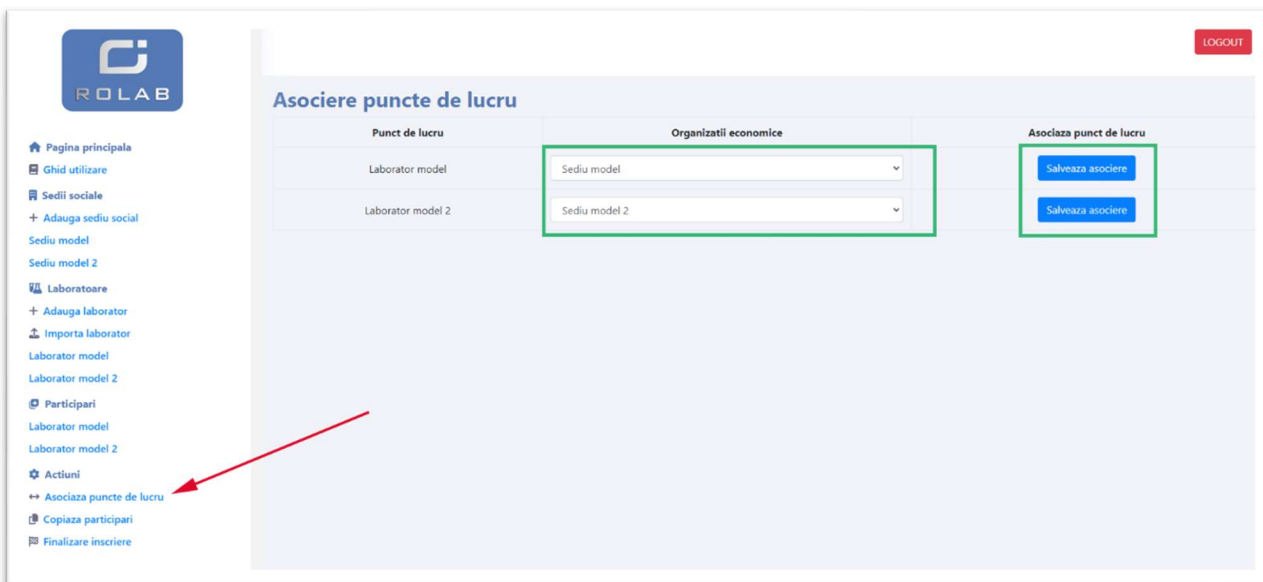 ROLAB
LOGOUT
Pagina principala
Ghid utilizare
Sedii sociale
+ Adauga sediu social
Sediu model
Sediu model 2
Laboratoare
+ Adauga laborator
Importa laborator
Laborator model
Laborator model 2
Participari
Laborator model
Laborator model 2
Actiuni
Asociaza puncte de lucru
Copiaza participari
Finalizare inscriere
Asociere puncte de lucru
Punct de lucru Organizatii economice Asociaza punct de lucru
Laborator model Sediu model Salveaza asociere
Laborator model 2 Sediu model 2 Salveaza asociere